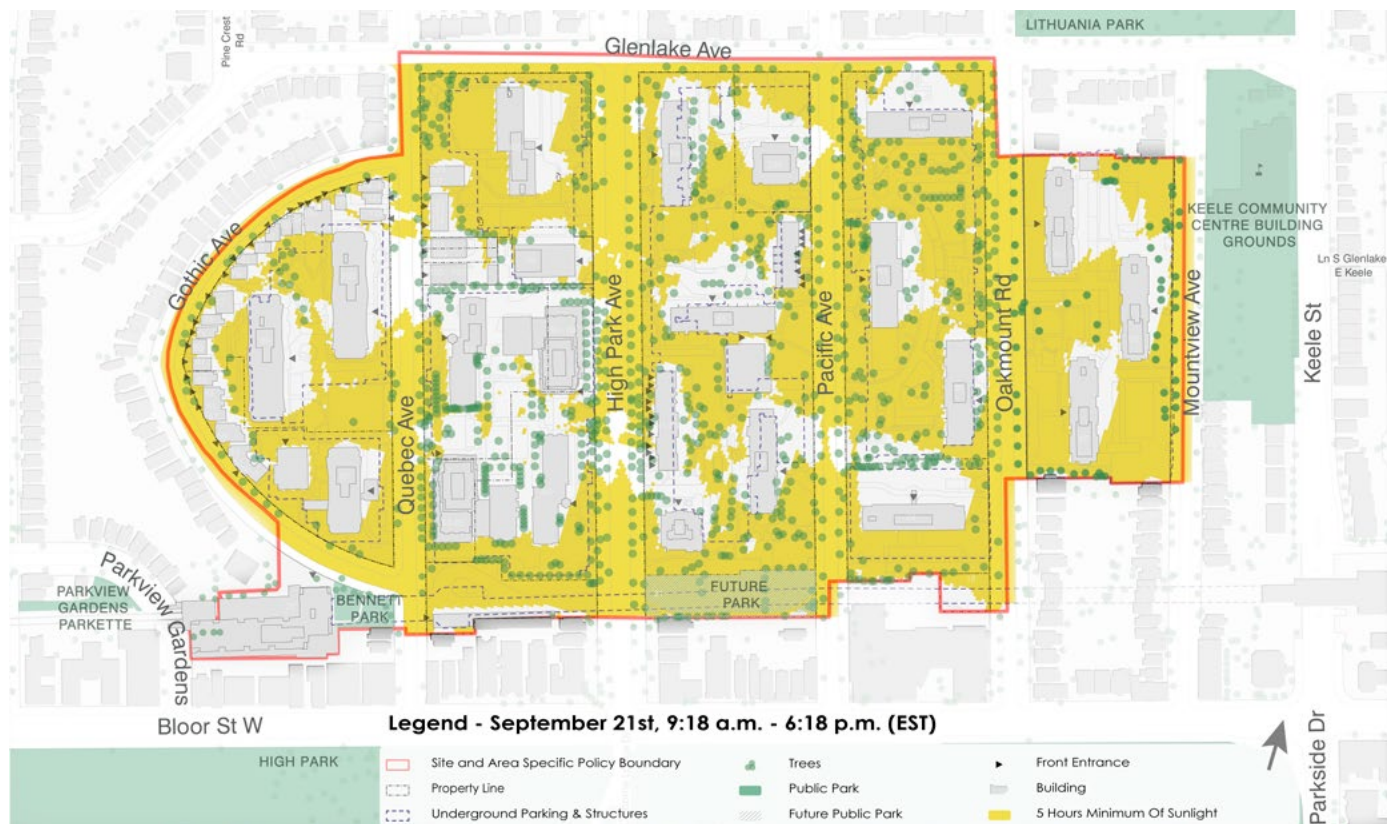 LITHUANIA PARK
Pine Crest
Rd
Glenlake Ave
KEELE COMMUNITY
CENTRE BUILDING
GROUNDS
Gothic Ave
Ln S Glenlake
E Keele
Quebec Ave
High Park Ave
Pacific Ave
Oakmount Rd
Mountview Ave
Keele St
Parkview Gardens
PARKVIEW
GARDENS
PARKETTE
BENNETT
PARK
FUTURE
PARK
Bloor St W
HIGH PARK
Parkside Dr
Legend - September 21st, 9:18 a.m. - 6:18 p.m. (EST)
Site and Area Specific Policy Boundary
Trees
Front Entrance
Property Line
Public Park
Building
Underground Parking & Structures
Future Public Park
5 Hours Minimum Of Sunlight